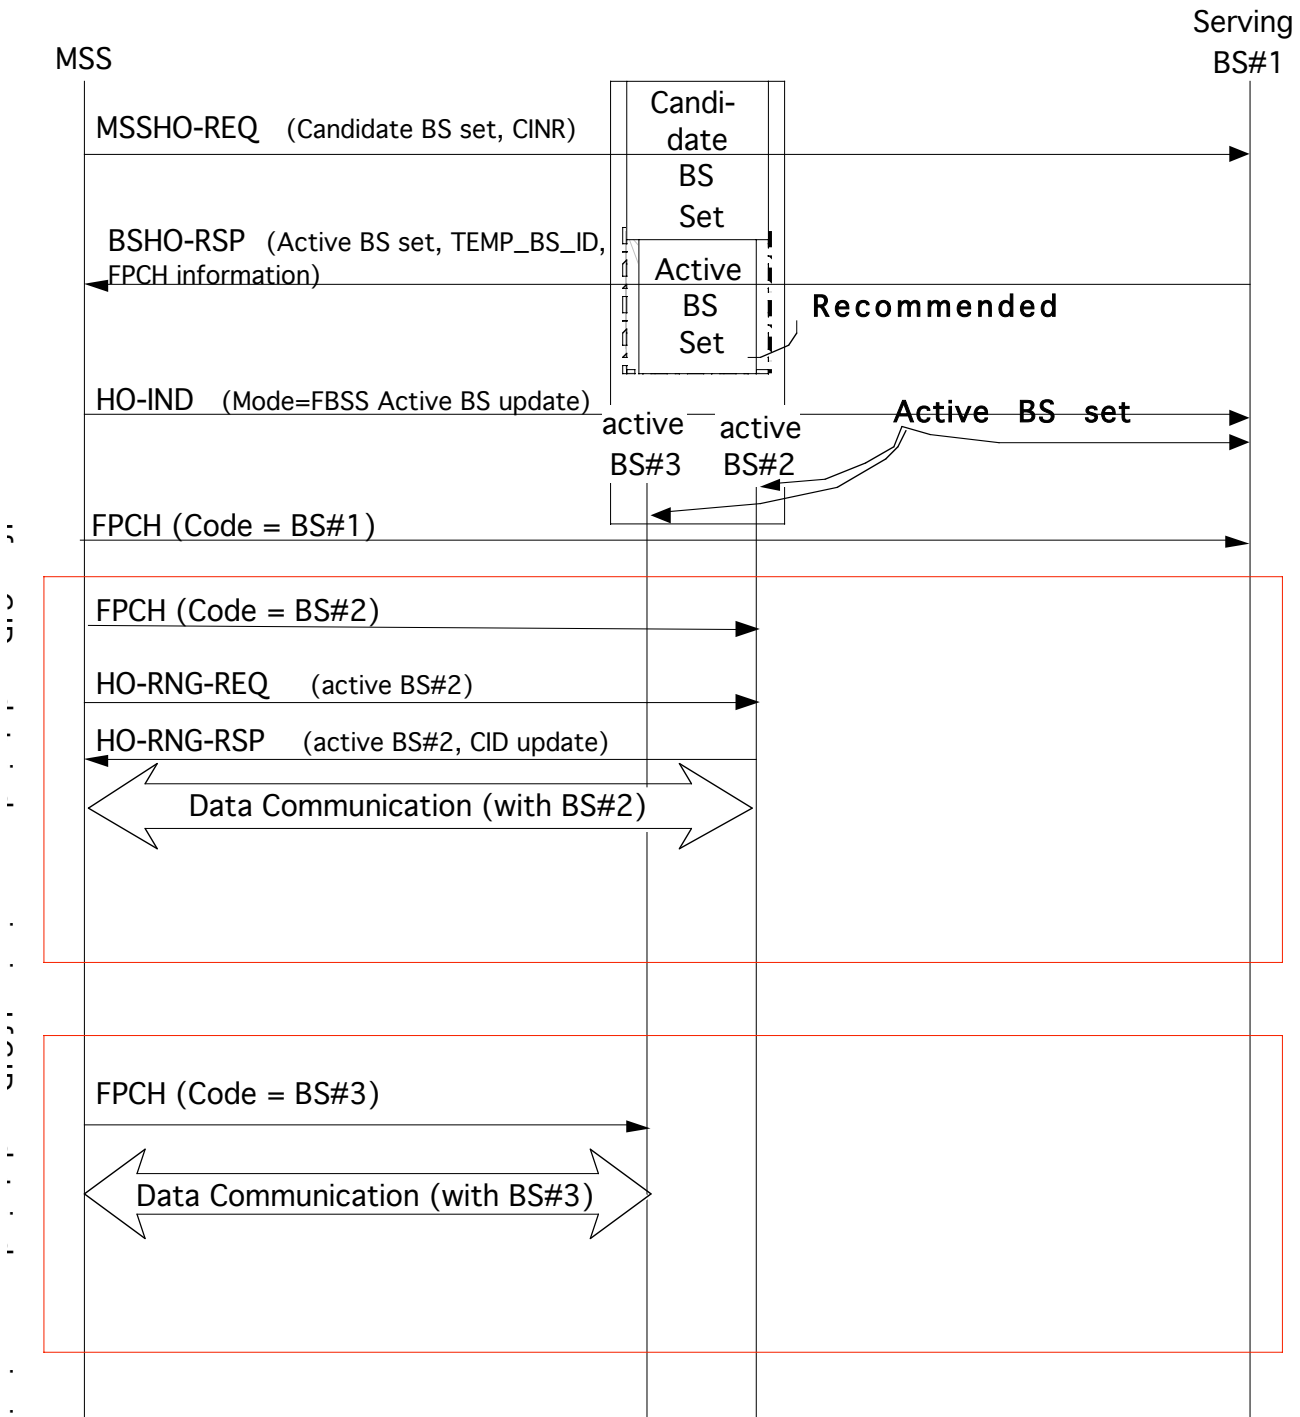 Serving
BS#1
MSS
MSSHO-REQ (Candidate BS set, CINR)
Candi-
date
BS
Set
BSHO-RSP (Active BS set, TEMP_BS_ID,
FPCH information)
Active
BS
Set
Recommended
HO-IND (Mode=FBSS Active BS update)
Active BS set
active
BS#3
active
BS#2
FPCH (Code = BS#1)
FPCH (Code = BS#2)
HO-RNG-REQ (active BS#2)
HO-RNG-RSP (active BS#2, CID update)
Data Communication (with BS#2)
FPCH (Code = BS#3)
Data Communication (with BS#3)